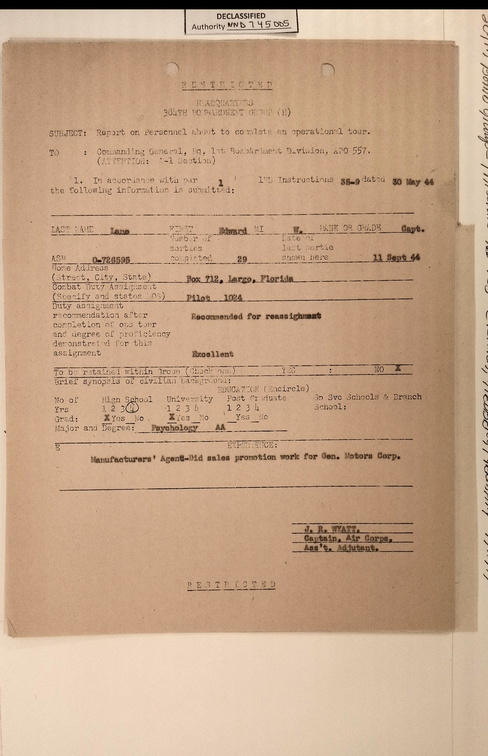 DECLASSIFIED
Authority NND 745005
RESTRICTED
HEADQUARTERS
384TH BOMBARDMENT GROUP (H)
SUBJECT: Report on Personnel about to complete an operational tour.
TO : Commanding General, Hq, 1st Bombardment Division, APO 557.
(ATTENTION: A-1 Section)
1. In accordance with par 1 Instructions 35-9 dated 30 May 44
the following information is submitted:
LAST NAME Lane FIRST Edward MI W. RANK OR GRADE Capt.
Number of Date of
sorties last sortie
ASN O-726595 completed 29 shown here 11 Sept 44
Home Address
(Street, City, State) Box 712, Largo, Florida
Combat Duty Assignment
(Specify and state MOS) Pilot 1024
Duty assignment
recommendation after Recommended for reassignment
completion of ops tour
and degree of proficiency
demonstrated for this
assignment Excellent
To be retained within Group (Check one) YES : NO X
Brief synopsis of civilian background:
EDUCATION (Encircle)
No of High School University Post Graduate Go Svc Schools & Branch
Yrs 1 2 3 4 1 2 3 4 1 2 3 4 School:
Grad: X Yes No X Yes No Yes No
Major and Degree: Psychology AA
E EXPERIENCE:
Manufacturers' Agent-Did sales promotion work for Gen. Motors Corp.
J. R. WYATT.
Captain, Air Corps,
Ass't. Adjutant.
RESTRICTED